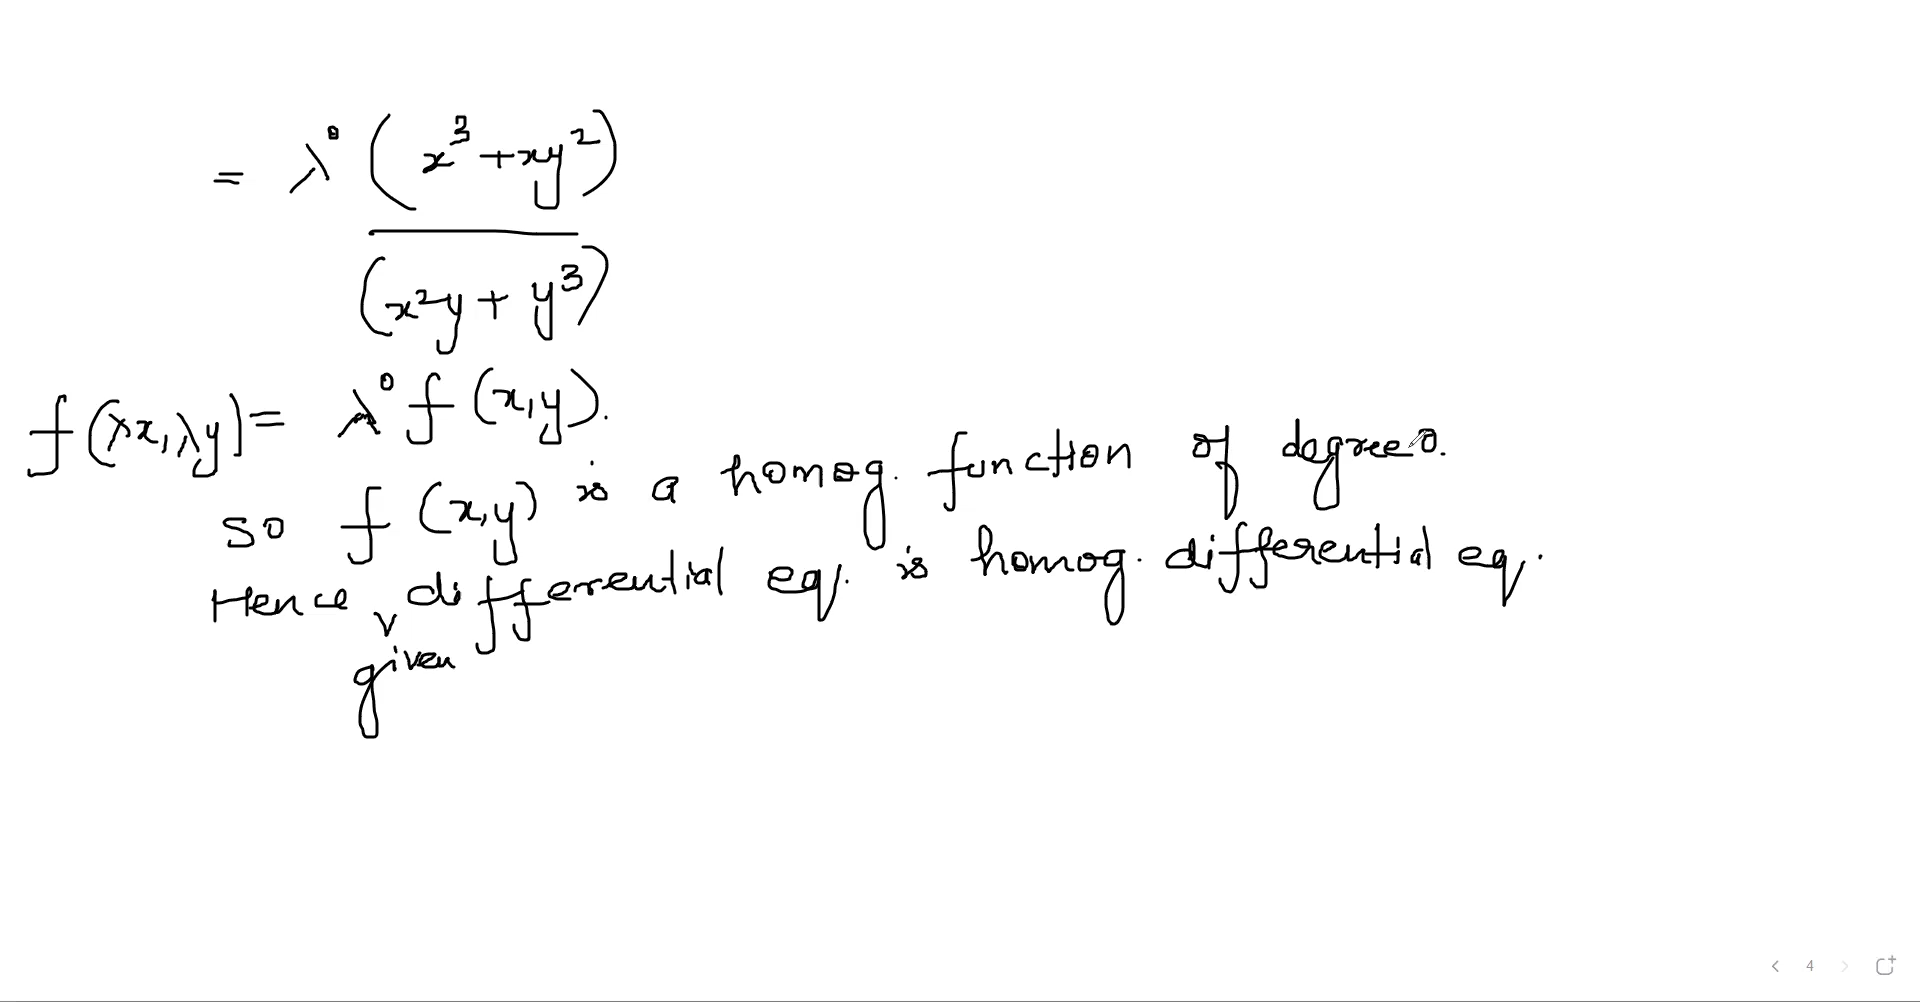 = λ⁰ (x³ + xy²)
(x²y + y³)
f(λx, λy) = λ⁰ f(x,y).
so f(x,y) is a homog. function of degree 0.
Hence ∨ differential eq. is homog. differential eq.
given
4